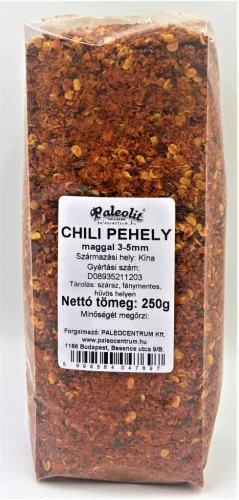 Paleolit
CHILI PEHELY
maggal 3-5mm
Származási hely: Kína
Gyártási szám:
D08935211203
Tárolás: száraz, fénymentes,
hűvös helyen
Nettó tömeg: 250g
Minőségét megőrzi:
Forgalmazó: PALEOCENTRUM Kft.
www.paleocentrum.hu
1186 Budapest, Besence utca 9/B.